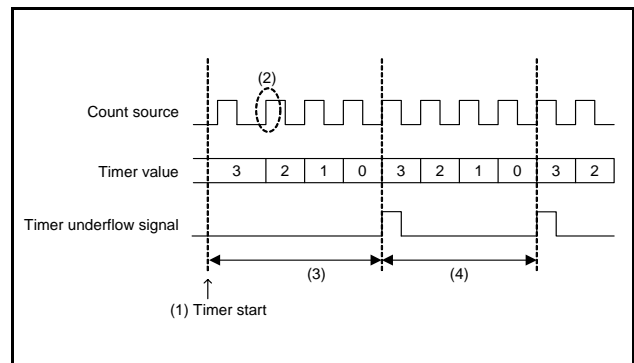 (2)
Count source
Timer value 3 2 1 0 3 2 1 0 3 2
Timer underflow signal
(3) (4)
(1) Timer start